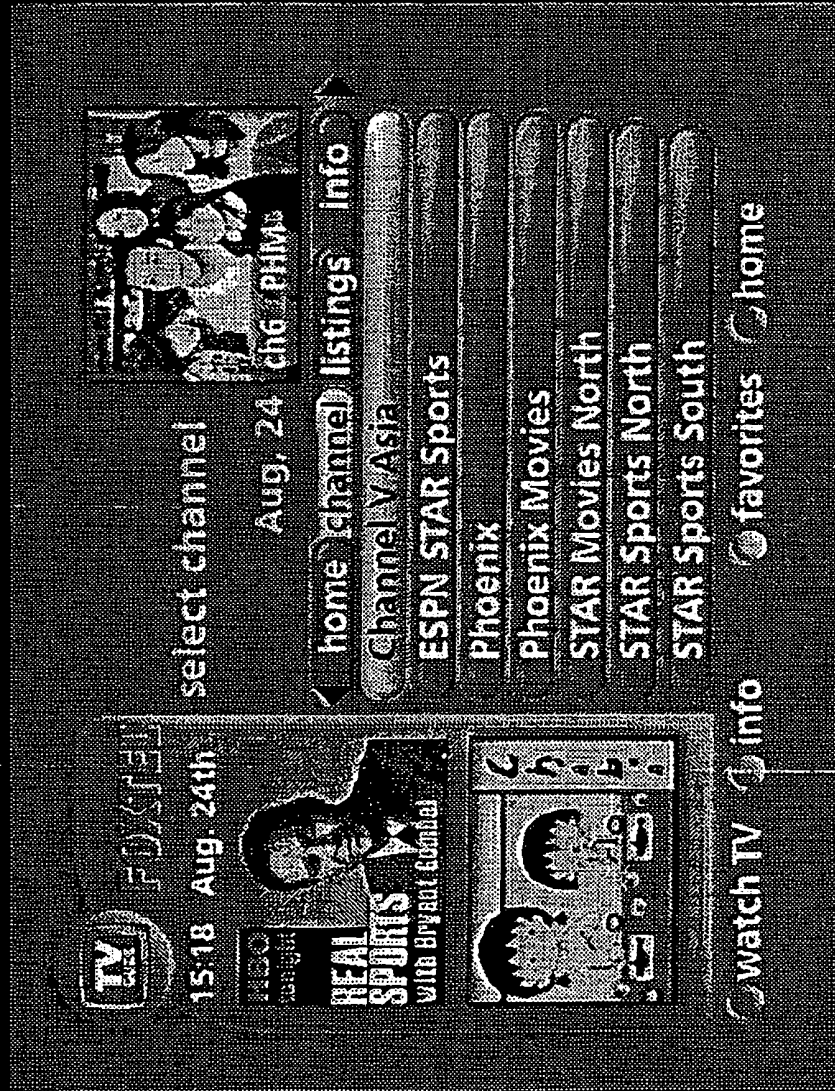 TV
FOXTEL
15:18 Aug. 24th
HBO
REAL
SPORTS
With Bryant Gumbel
select channel
Aug, 24
ch6 PHM
home channel listings info
Channel V Asia
ESPN STAR Sports
Phoenix
Phoenix Movies
STAR Movies North
STAR Sports North
STAR Sports South
Watch TV info favorites home